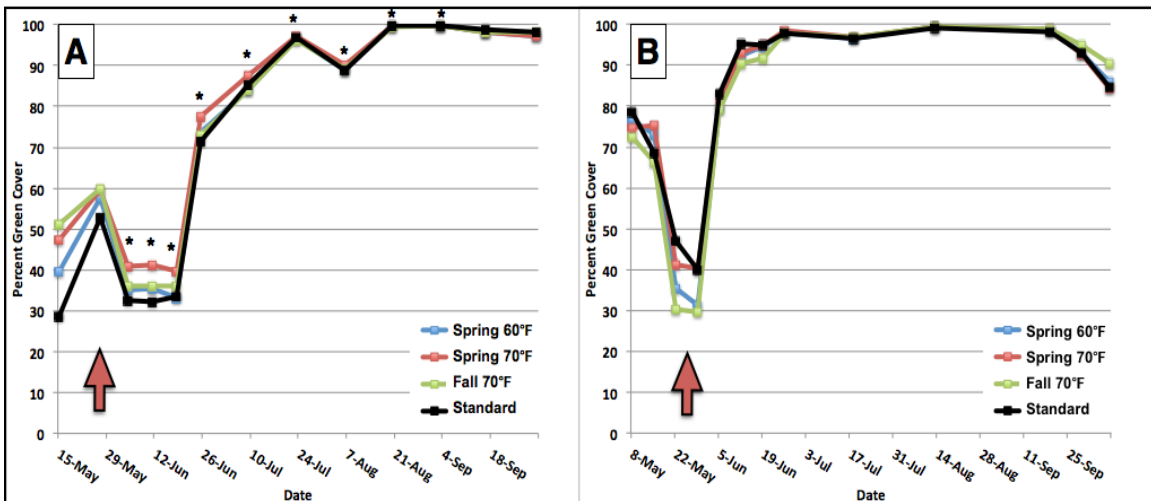 A
Percent Green Cover
100
90
80
70
60
50
40
30
20
10
0
* * * * * * * * *
Spring 60°F
Spring 70°F
Fall 70°F
Standard
15-May 29-May 12-Jun 26-Jun 10-Jul 24-Jul 7-Aug 21-Aug 4-Sep 18-Sep
Date
B
Percent Green Cover
100
90
80
70
60
50
40
30
20
10
0
Spring 60°F
Spring 70°F
Fall 70°F
Standard
8-May 22-May 5-Jun 19-Jun 3-Jul 17-Jul 31-Jul 14-Aug 28-Aug 11-Sep 25-Sep
Date